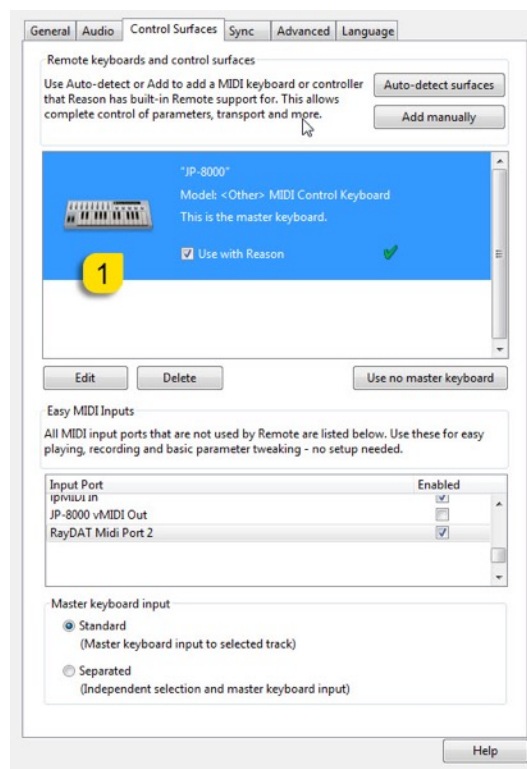 General Audio Control Surfaces Sync Advanced Language
Remote keyboards and control surfaces
Use Auto-detect or Add to add a MIDI keyboard or controller
that Reason has built-in Remote support for. This allows
complete control of parameters, transport and more.
Auto-detect surfaces
Add manually
"JP-8000"
Model: <Other> MIDI Control Keyboard
This is the master keyboard.
Use with Reason
1
Edit Delete Use no master keyboard
Easy MIDI Inputs
All MIDI input ports that are not used by Remote are listed below. Use these for easy
playing, recording and basic parameter tweaking - no setup needed.
Input Port Enabled
ipMIDI In
JP-8000 vMIDI Out
RayDAT Midi Port 2
Master keyboard input
Standard
(Master keyboard input to selected track)
Separated
(Independent selection and master keyboard input)
Help